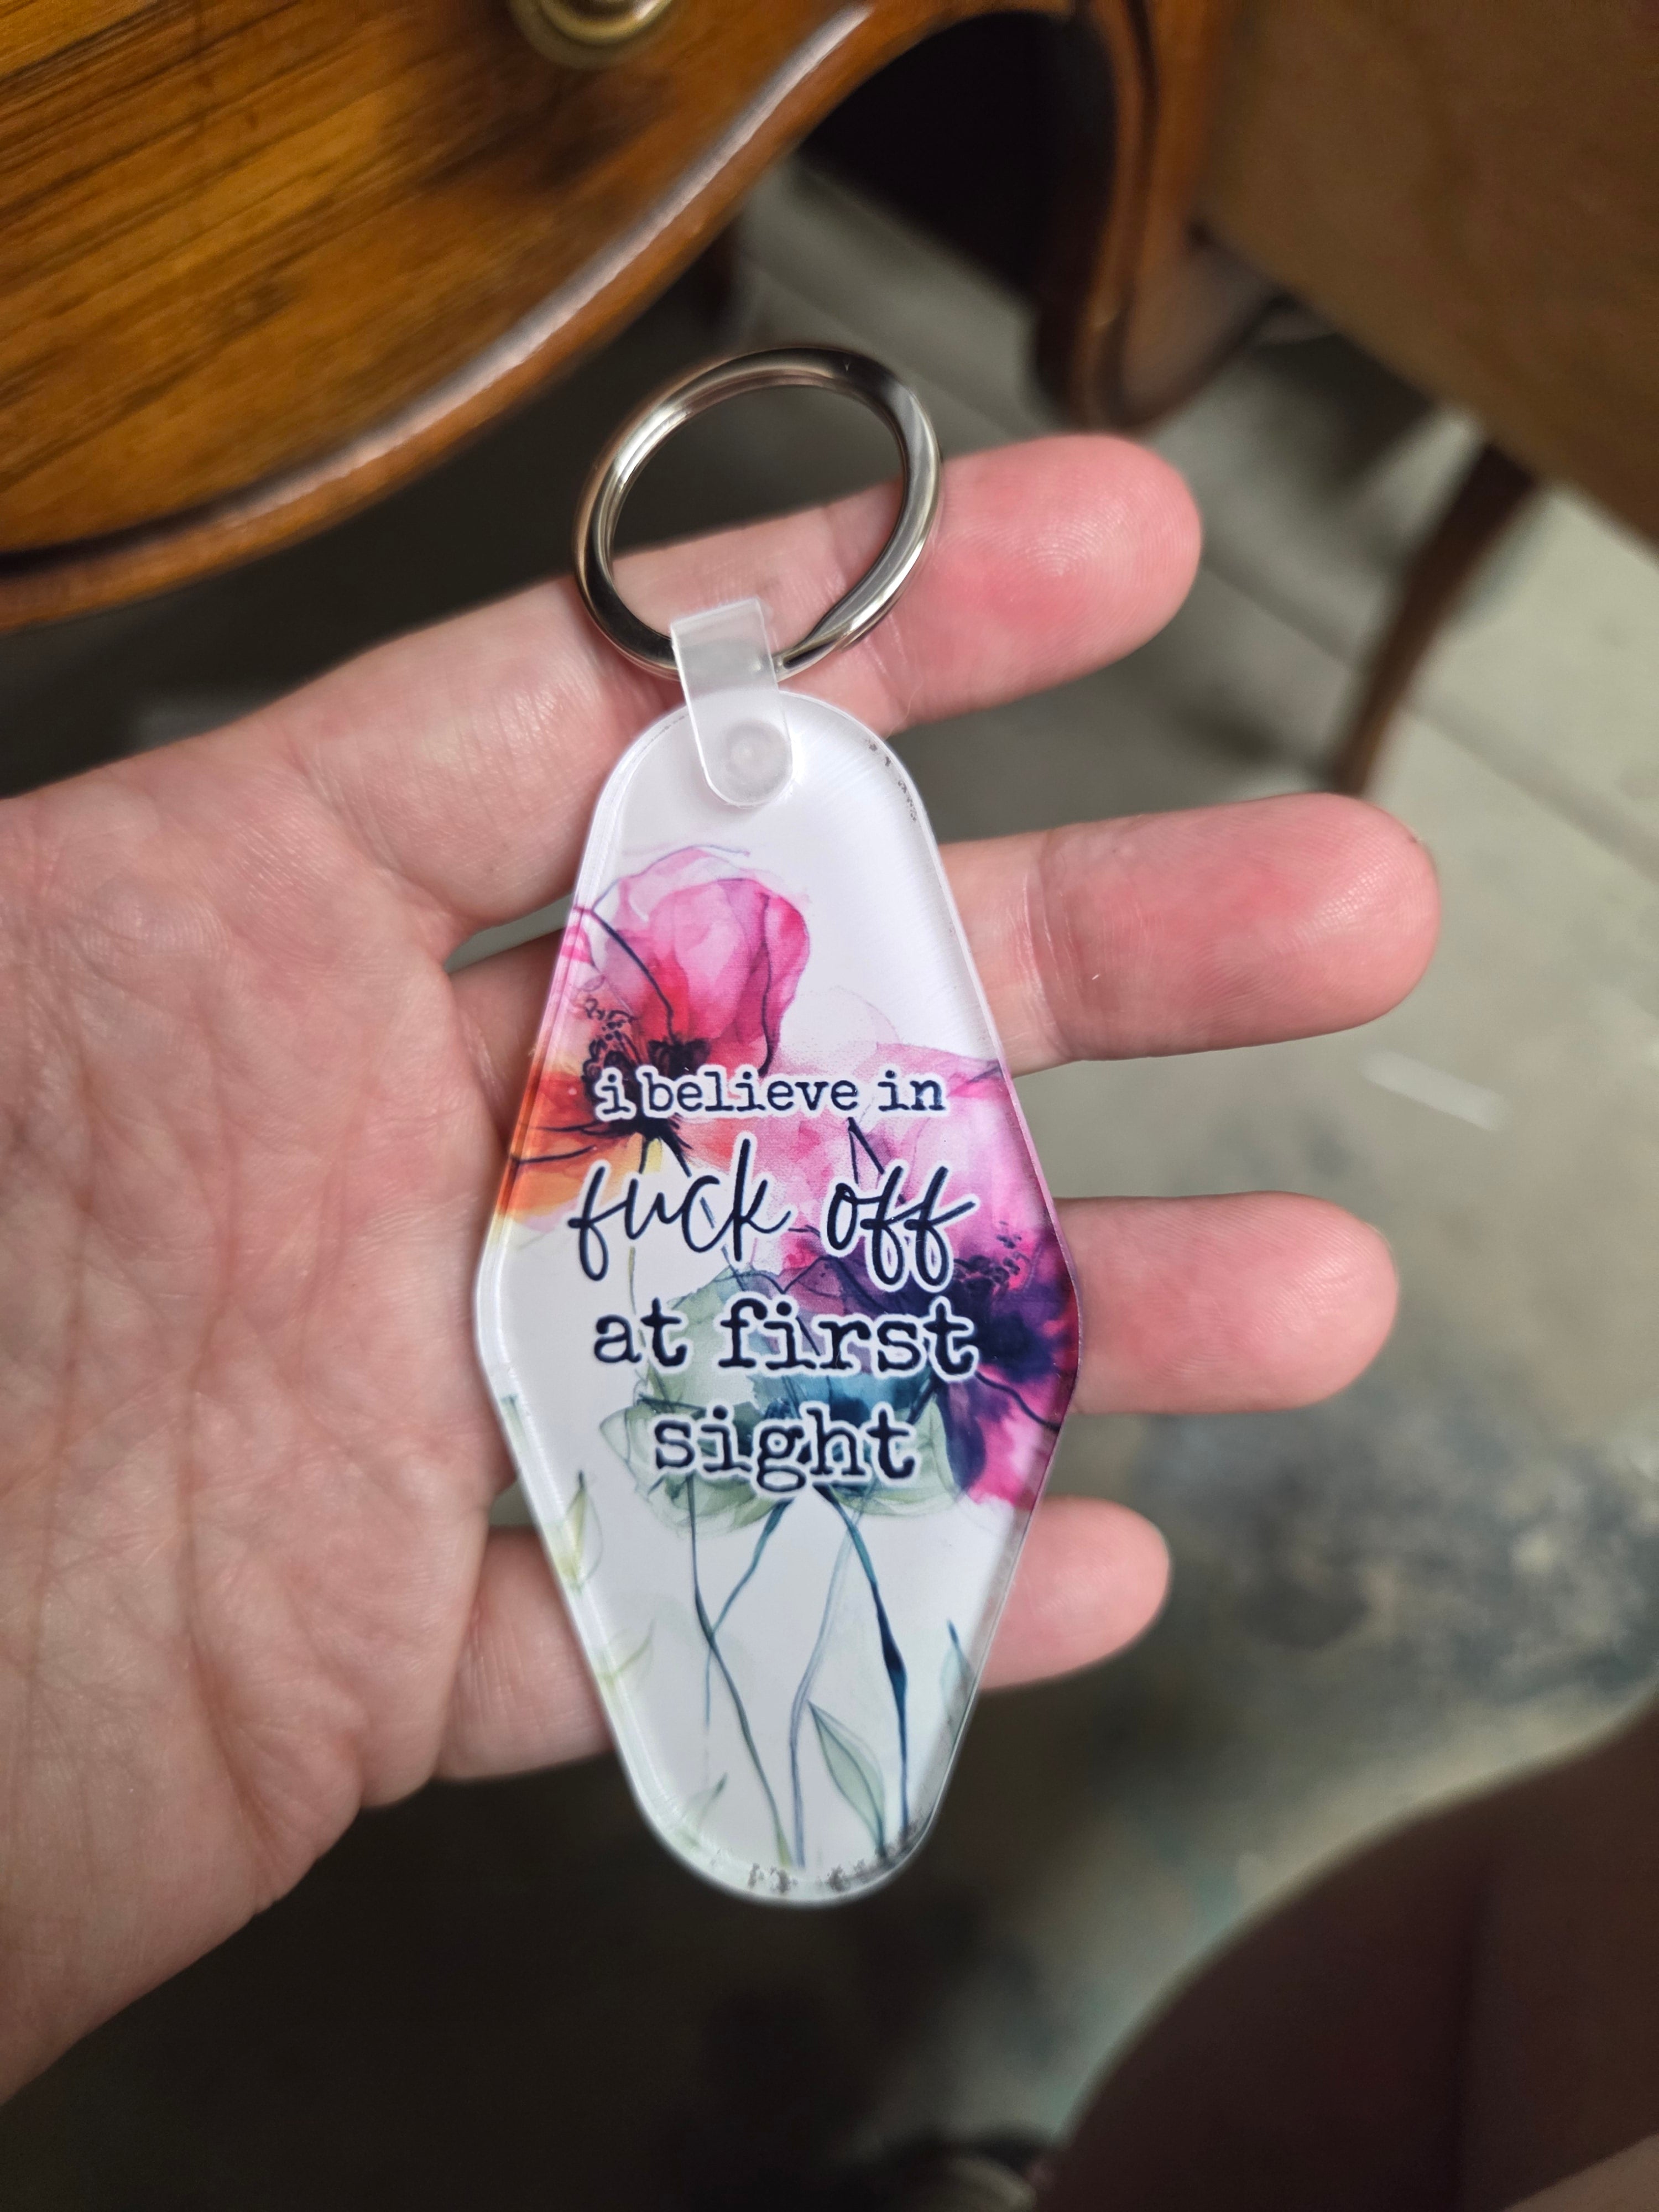 i believe in
fuck off
at first
sight